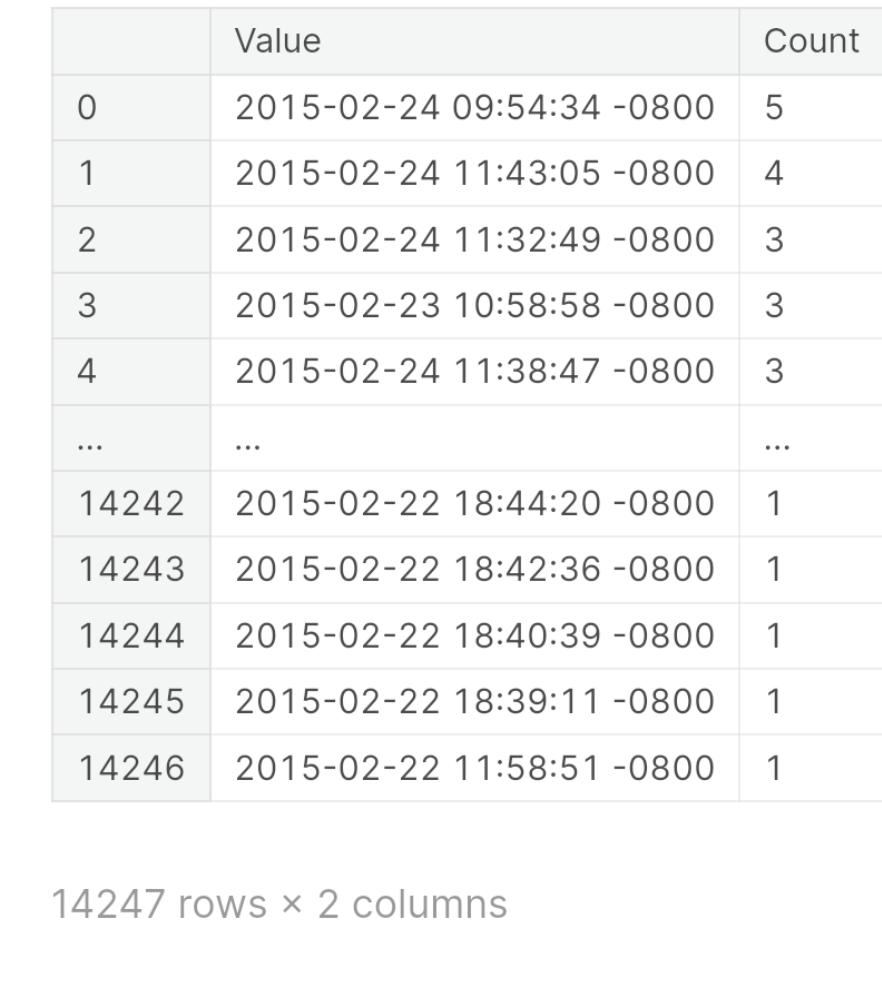 Value Count
0 2015-02-24 09:54:34 -0800 5
1 2015-02-24 11:43:05 -0800 4
2 2015-02-24 11:32:49 -0800 3
3 2015-02-23 10:58:58 -0800 3
4 2015-02-24 11:38:47 -0800 3
... ... ...
14242 2015-02-22 18:44:20 -0800 1
14243 2015-02-22 18:42:36 -0800 1
14244 2015-02-22 18:40:39 -0800 1
14245 2015-02-22 18:39:11 -0800 1
14246 2015-02-22 11:58:51 -0800 1
14247 rows × 2 columns